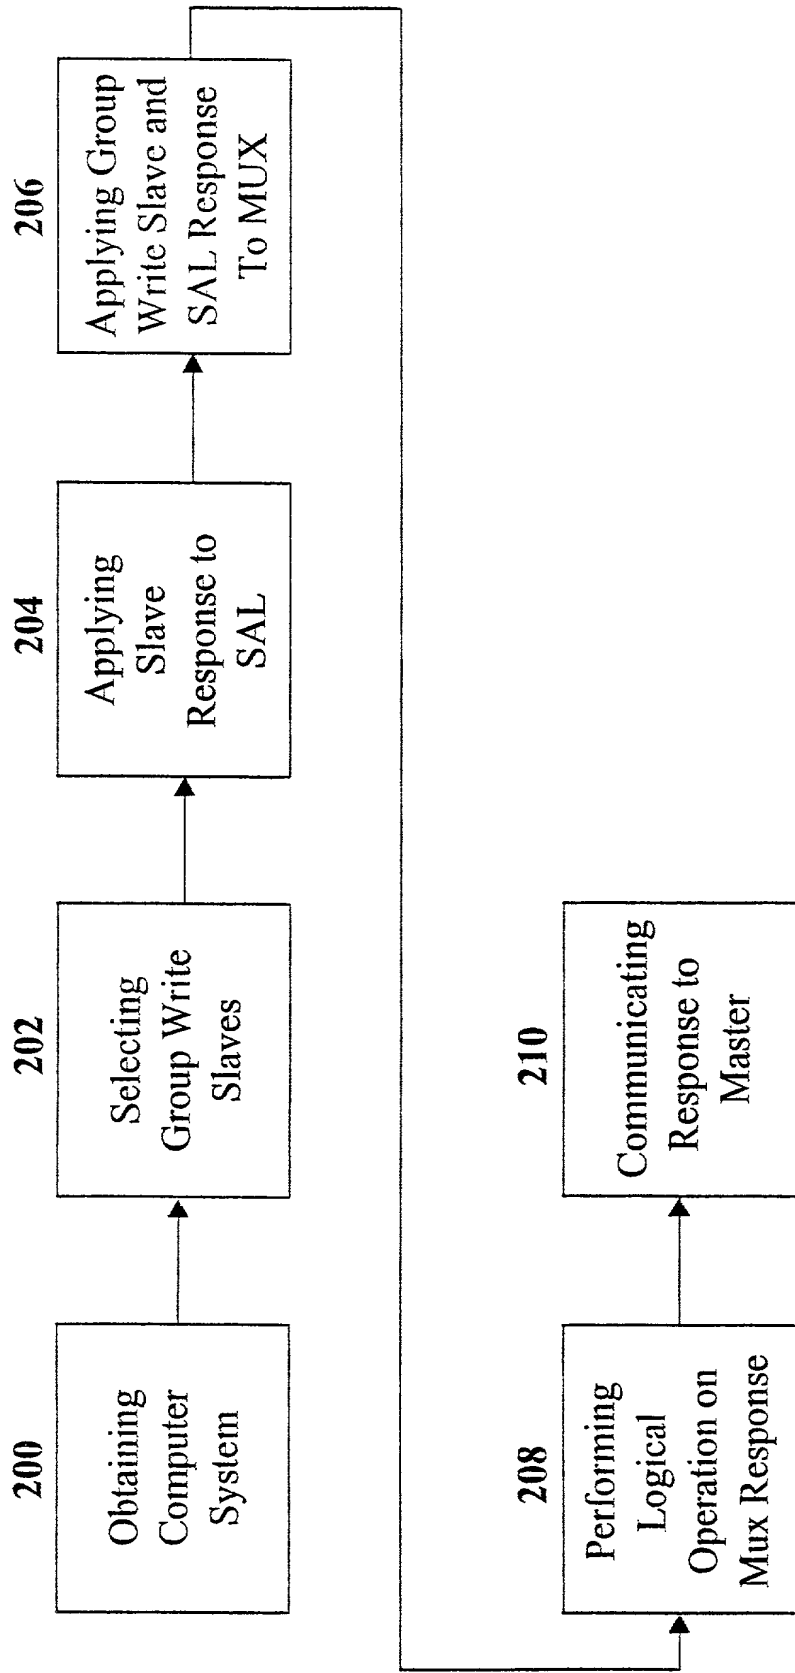 200
Obtaining
Computer
System
202
Selecting
Group Write
Slaves
204
Applying
Slave
Response to
SAL
206
Applying Group
Write Slave and
SAL Response
To MUX
208
Performing
Logical
Operation on
Mux Response
210
Communicating
Response to
Master